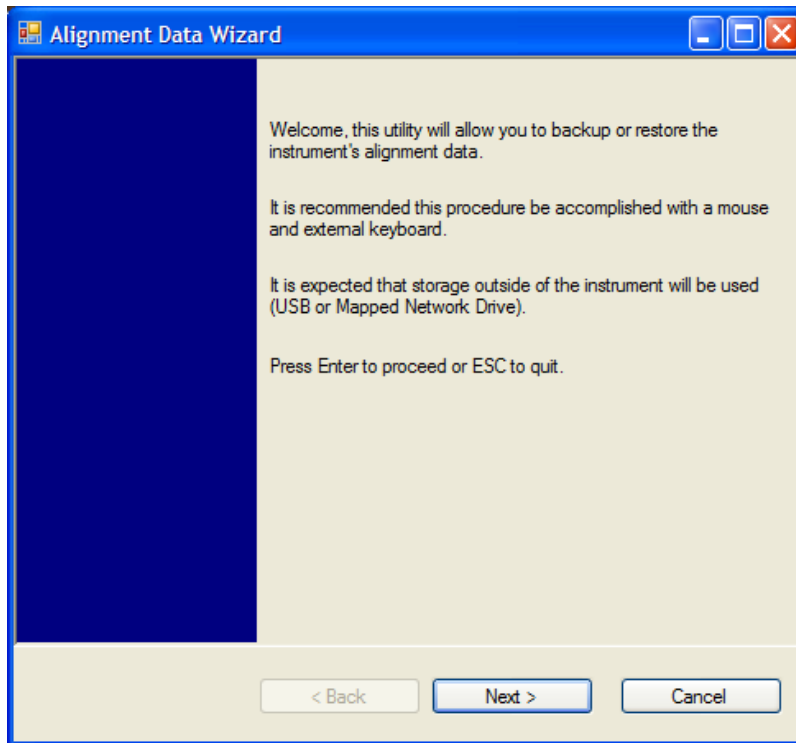 Alignment Data Wizard
Welcome, this utility will allow you to backup or restore the
instrument's alignment data.
It is recommended this procedure be accomplished with a mouse
and external keyboard.
It is expected that storage outside of the instrument will be used
(USB or Mapped Network Drive).
Press Enter to proceed or ESC to quit.
< Back
Next >
Cancel